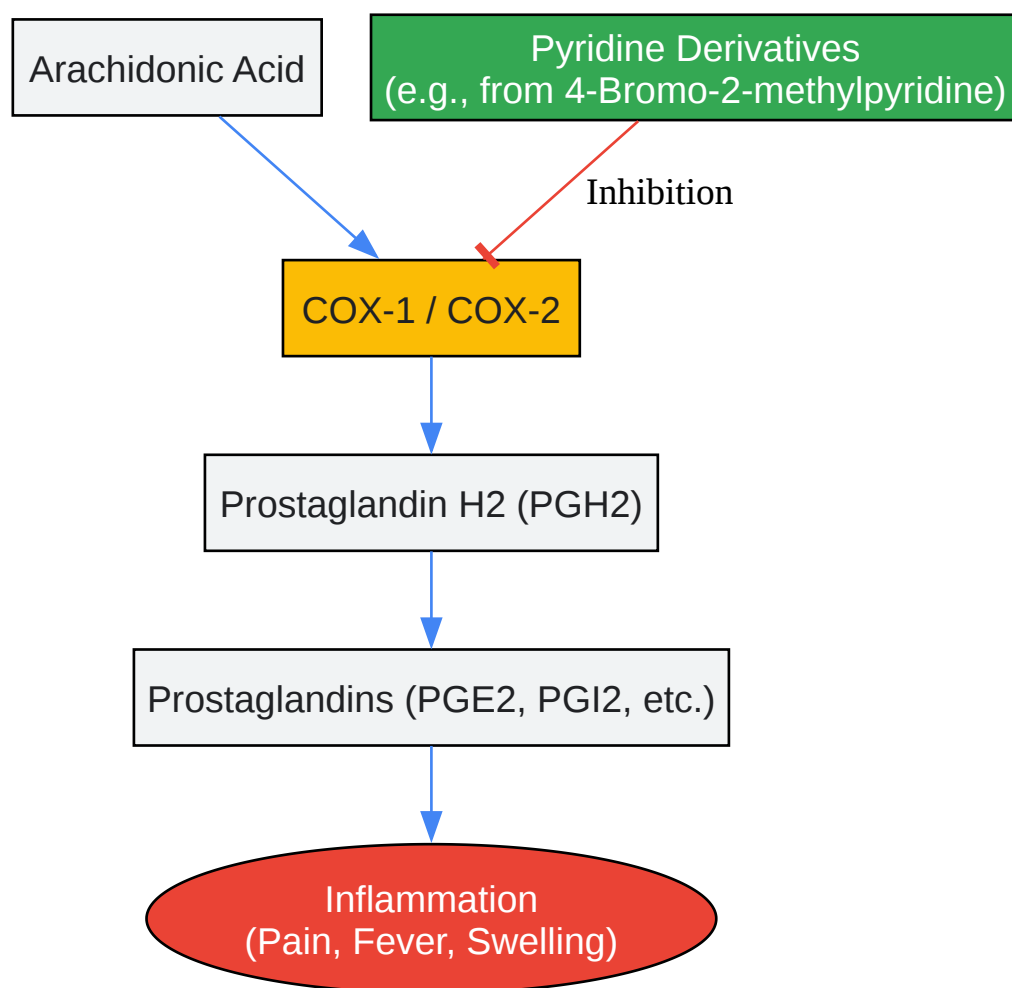 Arachidonic Acid
Pyridine Derivatives
(e.g., from 4-Bromo-2-methylpyridine)
Inhibition
COX-1 / COX-2
Prostaglandin H2 (PGH2)
Prostaglandins (PGE2, PGI2, etc.)
Inflammation
(Pain, Fever, Swelling)